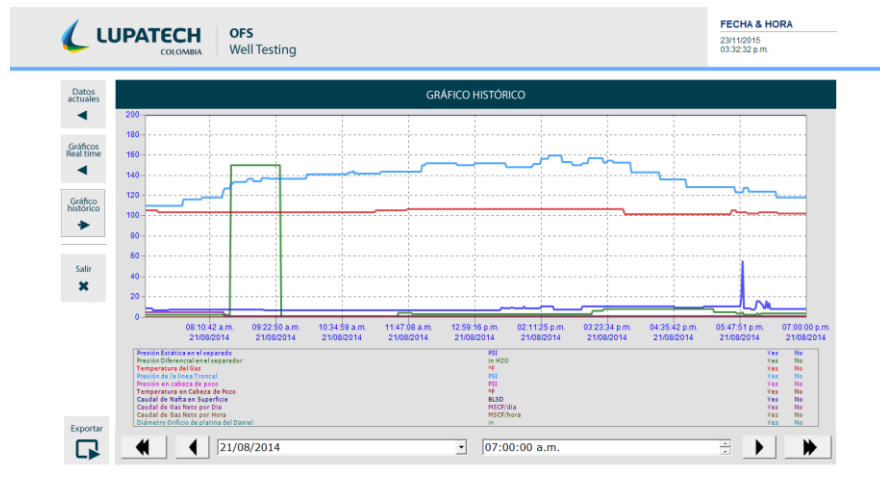 LUPATECH
COLOMBIA
OFS
Well Testing
FECHA & HORA
23/11/2015
03:32:32 p.m.
Datos
actuales
Gráficos
Real time
Gráfico
histórico
Salir
Exportar
GRÁFICO HISTÓRICO
200
180
160
140
120
100
80
60
40
20
0
08:10:42 a.m. 09:22:50 a.m. 10:34:59 a.m. 11:47:08 a.m. 12:59:16 p.m. 02:11:25 p.m. 03:23:34 p.m. 04:35:42 p.m. 05:47:51 p.m. 07:00:00 p.m.
21/08/2014 21/08/2014 21/08/2014 21/08/2014 21/08/2014 21/08/2014 21/08/2014 21/08/2014 21/08/2014 21/08/2014
Presión Estática en el separado PSI Yes No
Presión Diferencial en el separador in H2O Yes No
Temperatura del Gas ºF Yes No
Presión de la linea Troncal PSI Yes No
Presión en cabeza de pozo PSI Yes No
Temperatura en Cabeza de Pozo ºF Yes No
Caudal de Nafta en Superficie BLSD Yes No
Caudal de Gas Neto por Dia MSCF/dia Yes No
Caudal de Gas Neto por Hora MSCF/hora Yes No
Diámetro Orificio de platina del Daniel in Yes No
21/08/2014 07:00:00 a.m.